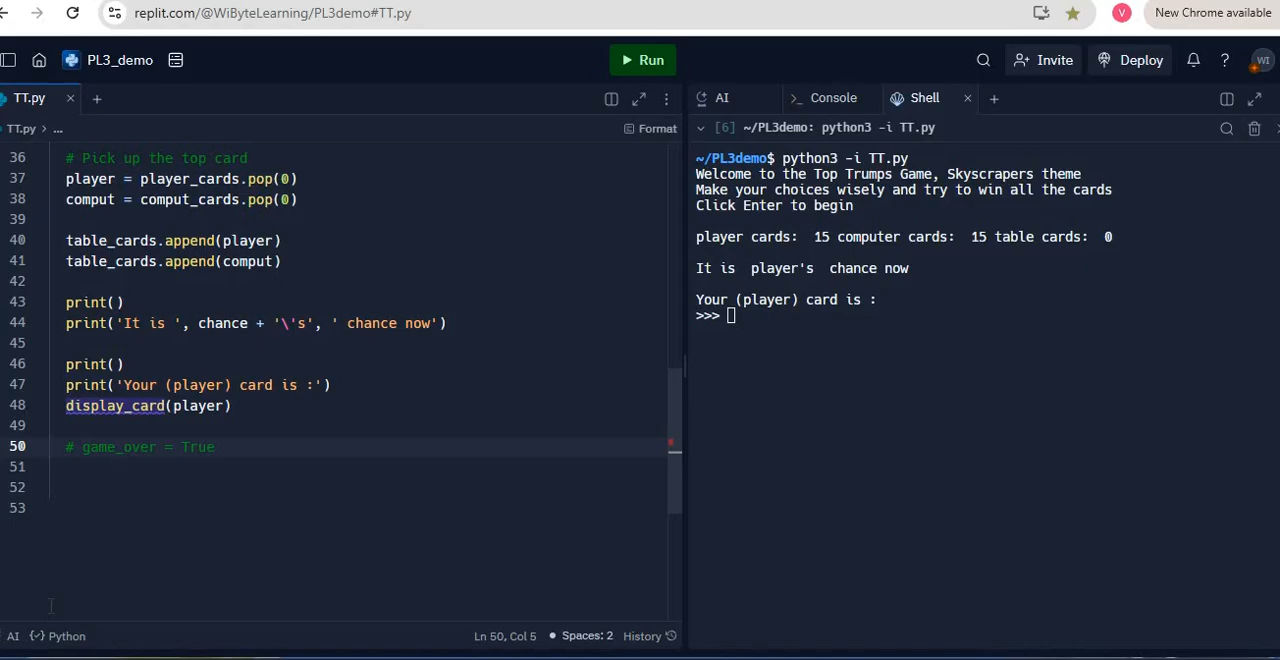 replit.com/@WiByteLearning/PL3demo#TT.py
V
New Chrome available
PL3_demo
Run
Invite
Deploy
?
WI
TT.py
×
+
AI
Console
Shell
×
+
TT.py > ...
Format
[6] ~/PL3demo: python3 -i TT.py
36 # Pick up the top card
37 player = player_cards.pop(0)
38 comput = comput_cards.pop(0)
39
40 table_cards.append(player)
41 table_cards.append(comput)
42
43 print()
44 print('It is ', chance + '\'s', ' chance now')
45
46 print()
47 print('Your (player) card is :')
48 display_card(player)
49
50 # game_over = True
51
52
53
~/PL3demo$ python3 -i TT.py
Welcome to the Top Trumps Game, Skyscrapers theme
Make your choices wisely and try to win all the cards
Click Enter to begin
player cards:  15 computer cards:  15 table cards:  0
It is  player's  chance now
Your (player) card is :
>>>
AI
Python
Ln 50, Col 5
Spaces: 2
History